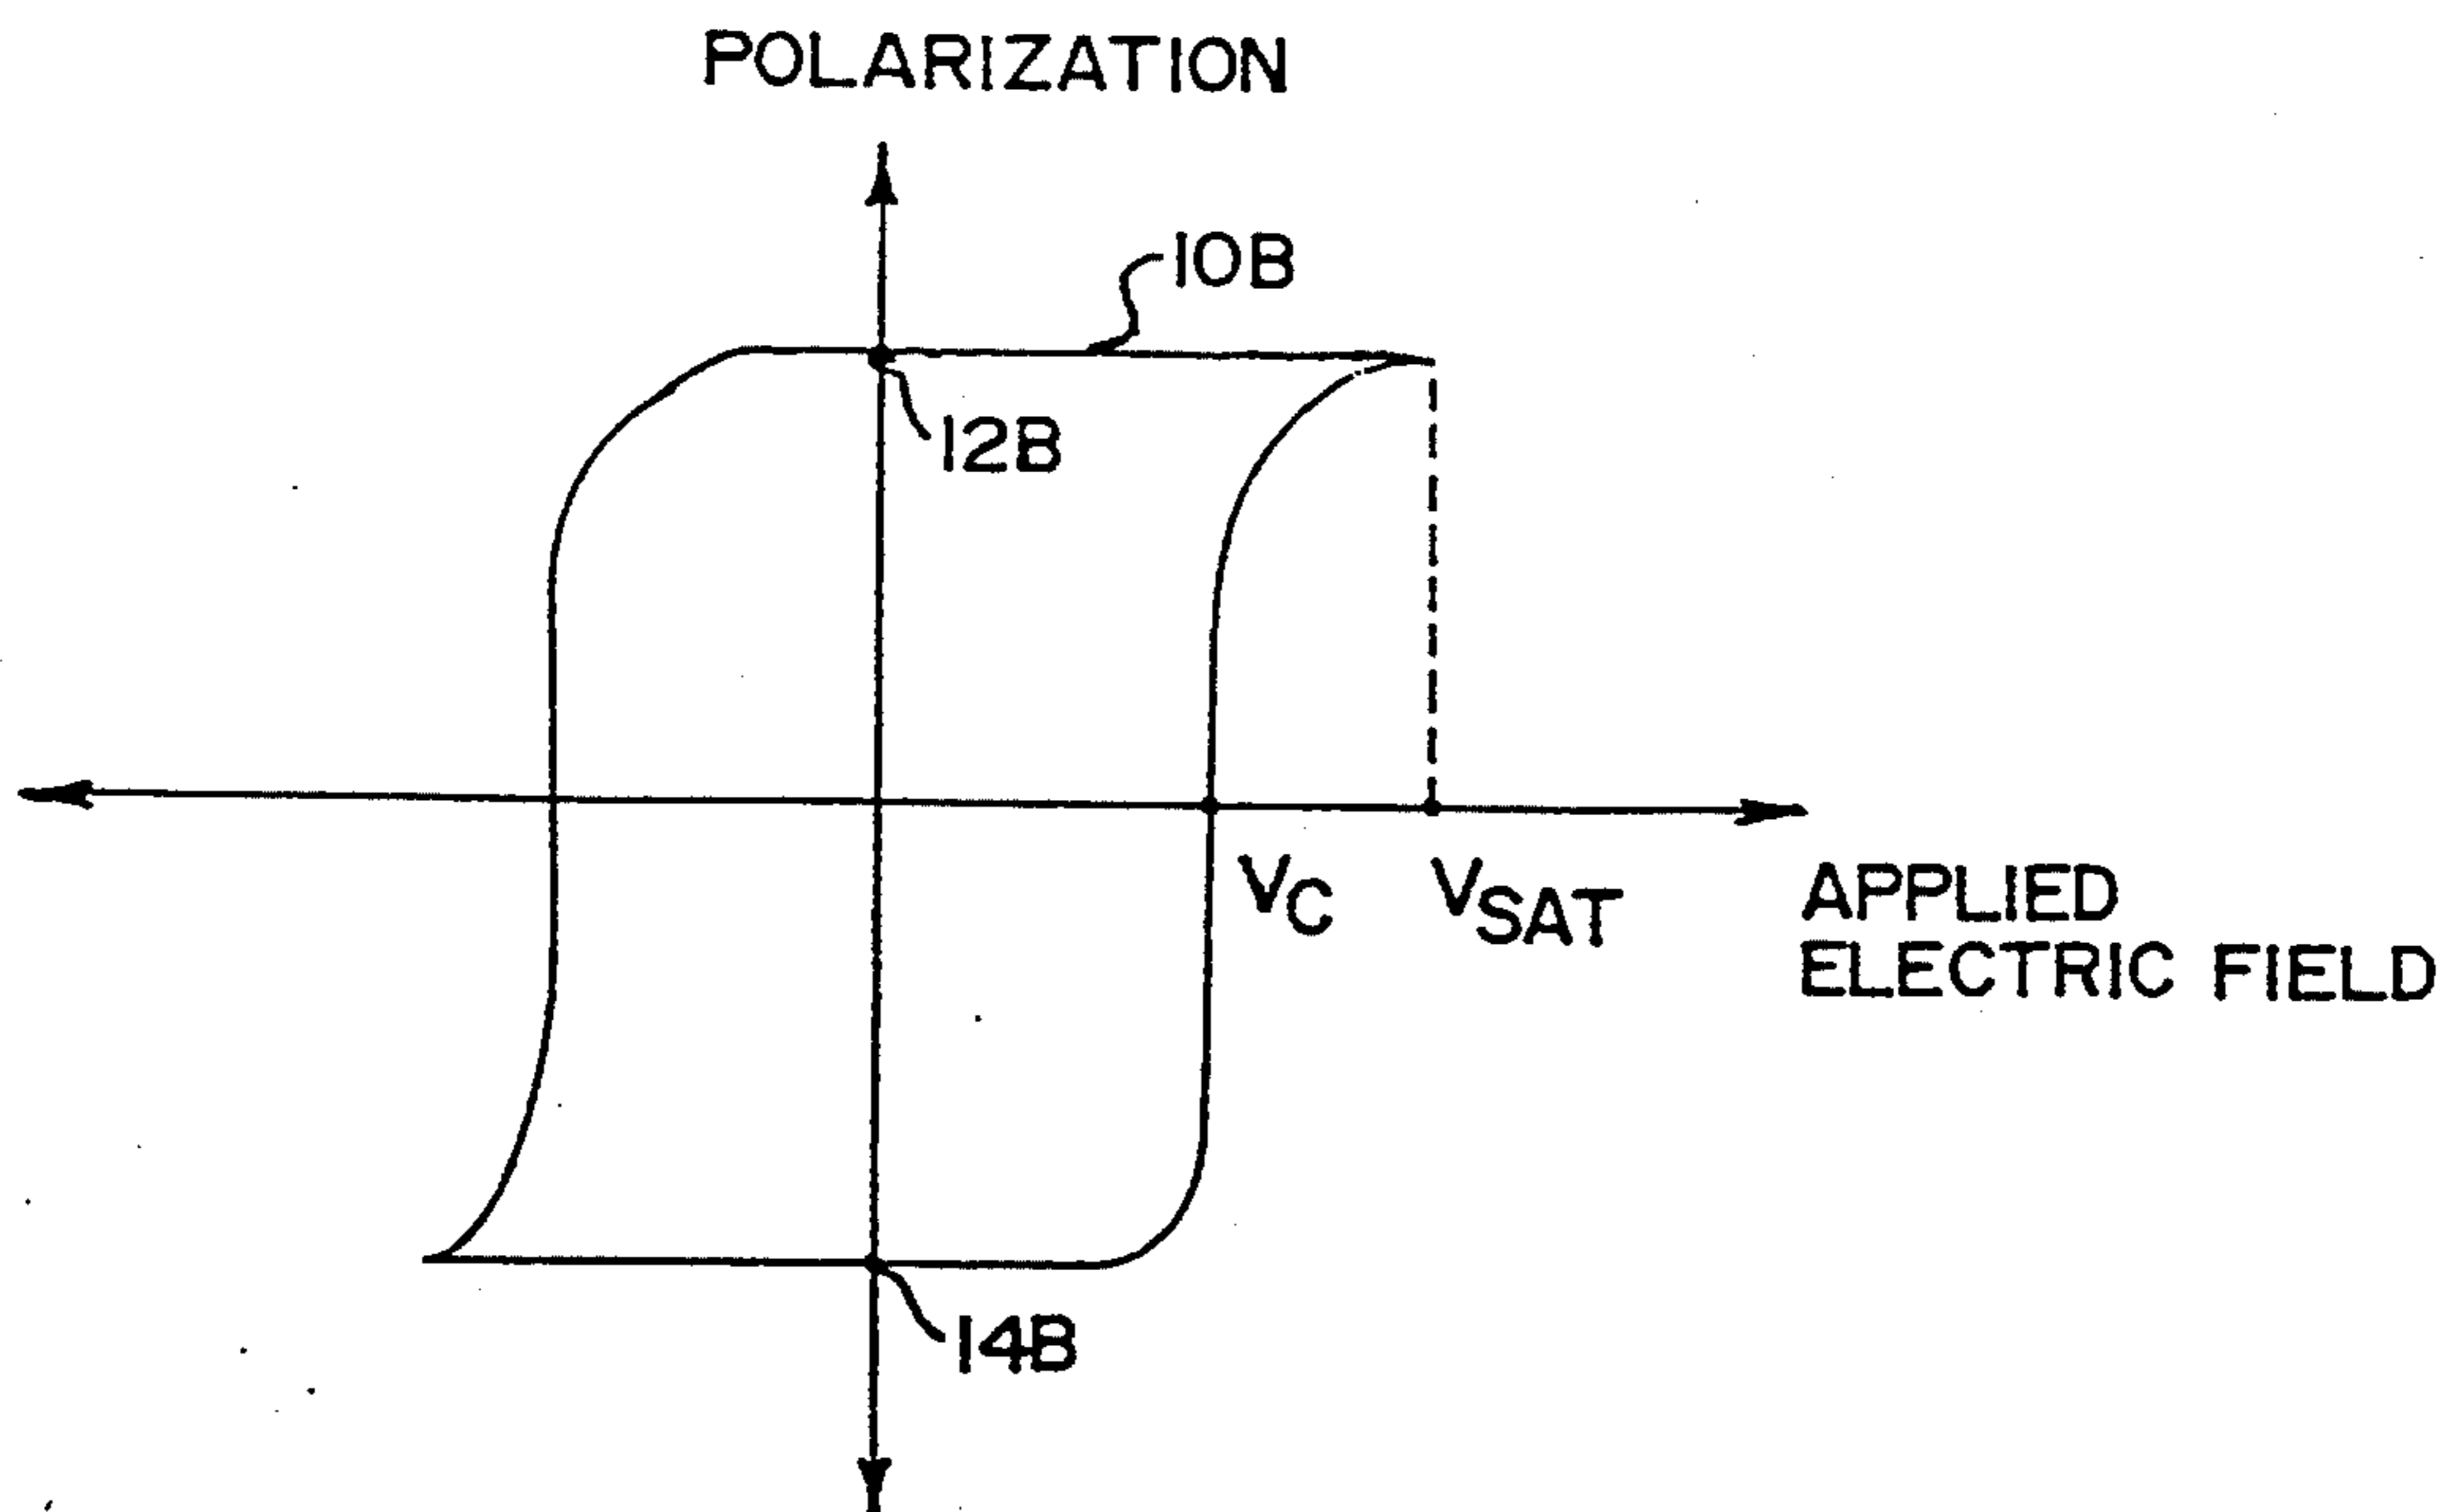 POLARIZATION
10B
12B
VC
VSAT
APPLIED
ELECTRIC FIELD
14B